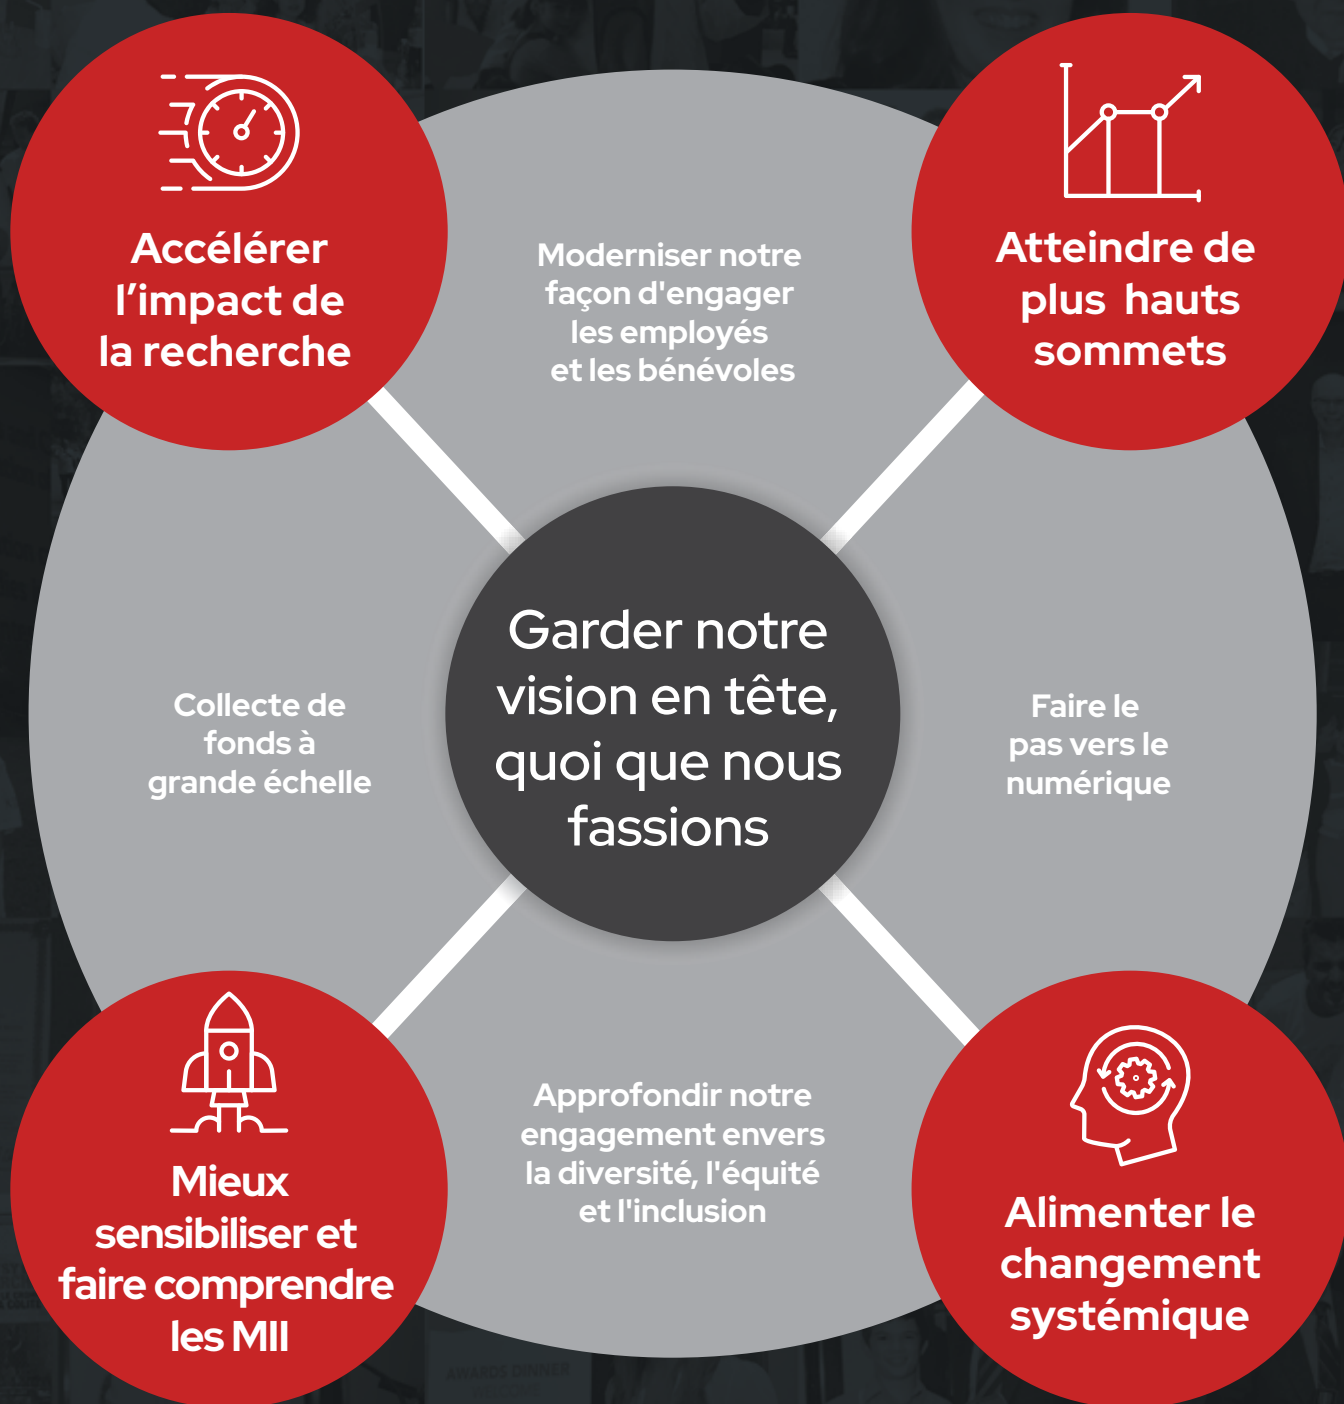 Accélérer
l’impact de
la recherche
Moderniser notre
façon d'engager
les employés
et les bénévoles
Atteindre de
plus hauts
sommets
Collecte de
fonds à
grande échelle
Garder notre
vision en tête,
quoi que nous
fassions
Faire le
pas vers le
numérique
Mieux
sensibiliser et
faire comprendre
les MII
Approfondir notre
engagement envers
la diversité, l'équité
et l'inclusion
Alimenter le
changement
systémique
AWARDS DINNER